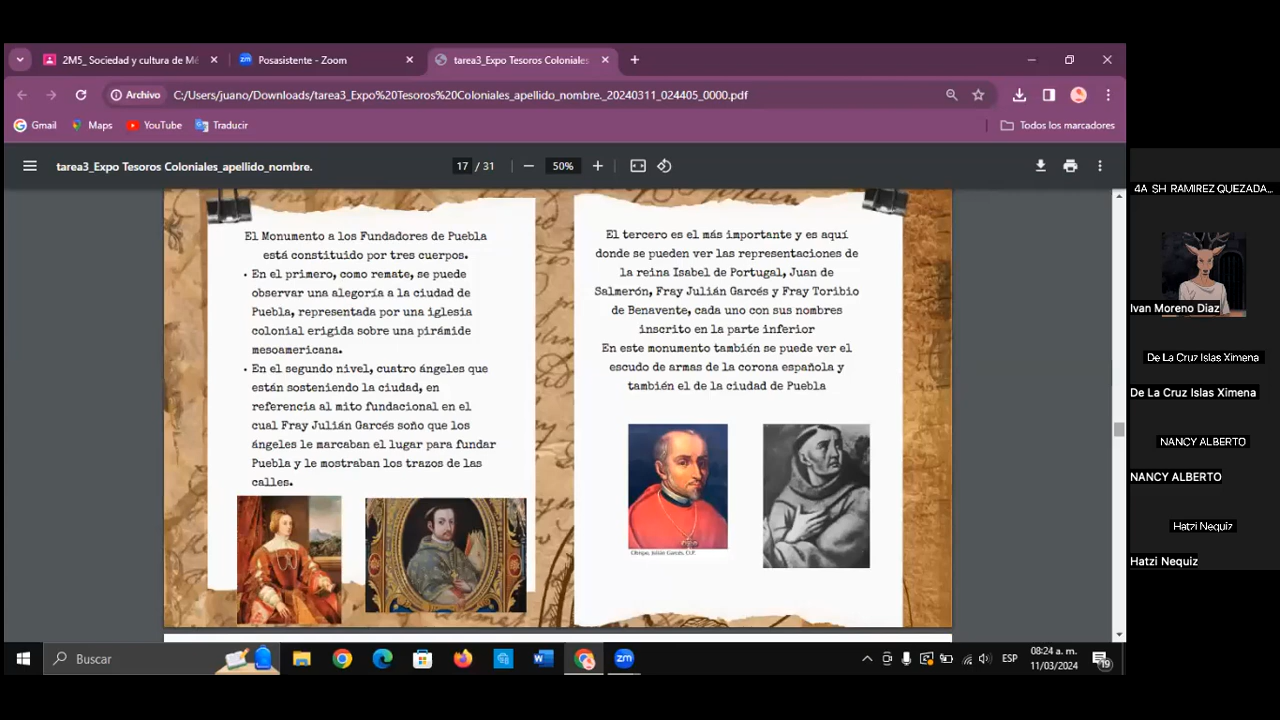 2M5_ Sociedad y cultura de Mé
Posasistente - Zoom
tarea3_Expo Tesoros Coloniales
Archivo
C:/Users/juano/Downloads/tarea3_Expo%20Tesoros%20Coloniales_apellido_nombre._20240311_024405_0000.pdf
Gmail
Maps
YouTube
Traducir
Todos los marcadores
tarea3_Expo Tesoros Coloniales_apellido_nombre.
17 / 31
50%
El Monumento a los Fundadores de Puebla
está constituido por tres cuerpos.
• En el primero, como remate, se puede
observar una alegoría a la ciudad de
Puebla, representada por una iglesia
colonial erigida sobre una pirámide
mesoamericana.
• En el segundo nivel, cuatro ángeles que
están sosteniendo la ciudad, en
referencia al mito fundacional en el
cual Fray Julián Garcés soño que los
ángeles le marcaban el lugar para fundar
Puebla y le mostraban los trazos de las
calles.
El tercero es el más importante y es aquí
donde se pueden ver las representaciones de
la reina Isabel de Portugal, Juan de
Salmerón, Fray Julián Garcés y Fray Toribio
de Benavente, cada uno con sus nombres
inscrito en la parte inferior
En este monumento también se puede ver el
escudo de armas de la corona española y
también el de la ciudad de Puebla
Obispo, Julián Garcés, O.P.
4A SH RAMIREZ QUEZADA...
Ivan Moreno Diaz
De La Cruz Islas Ximena
De La Cruz Islas Ximena
NANCY ALBERTO
NANCY ALBERTO
Hatzi Nequiz
Hatzi Nequiz
Buscar
ESP
08:24 a. m.
11/03/2024
19